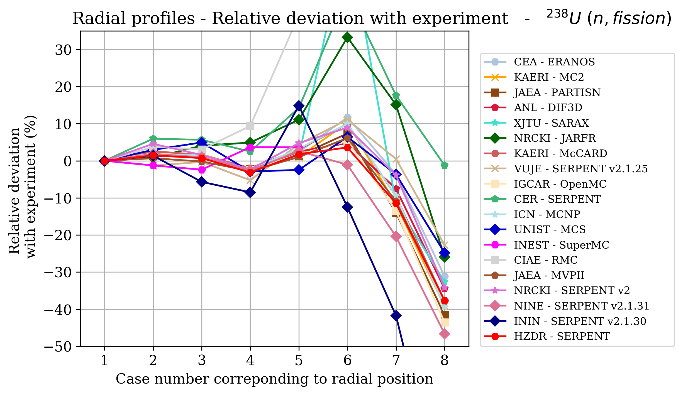 Radial profiles - Relative deviation with experiment - ²³⁸U (n, fission)
30
20
10
0
−10
−20
−30
−40
−50
Relative deviation
with experiment (%)
1 2 3 4 5 6 7 8
Case number correponding to radial position
CEA - ERANOS
KAERI - MC2
JAEA - PARTISN
ANL - DIF3D
XJTU - SARAX
NRCKI - JARFR
KAERI - McCARD
VUJE - SERPENT v2.1.25
IGCAR - OpenMC
CER - SERPENT
ICN - MCNP
UNIST - MCS
INEST - SuperMC
CIAE - RMC
JAEA - MVPII
NRCKI - SERPENT v2
NINE - SERPENT v2.1.31
ININ - SERPENT v2.1.30
HZDR - SERPENT